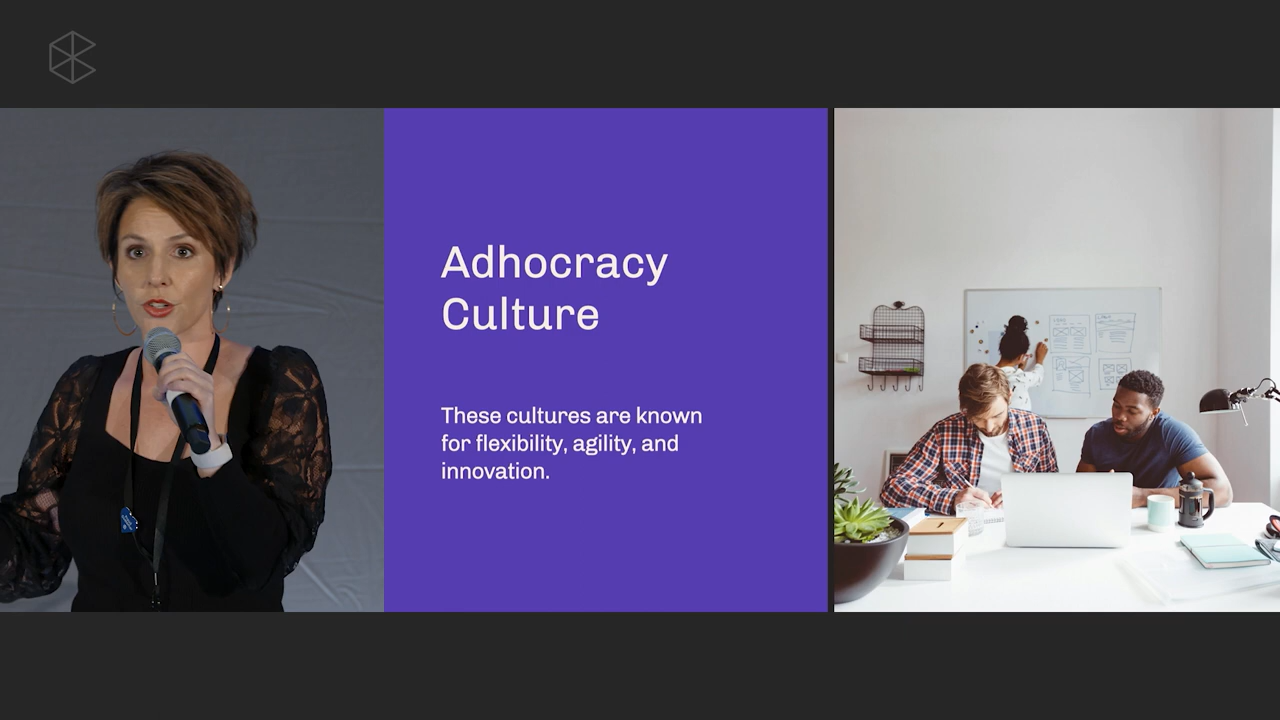 Adhocracy
Culture
These cultures are known
for flexibility, agility, and
innovation.